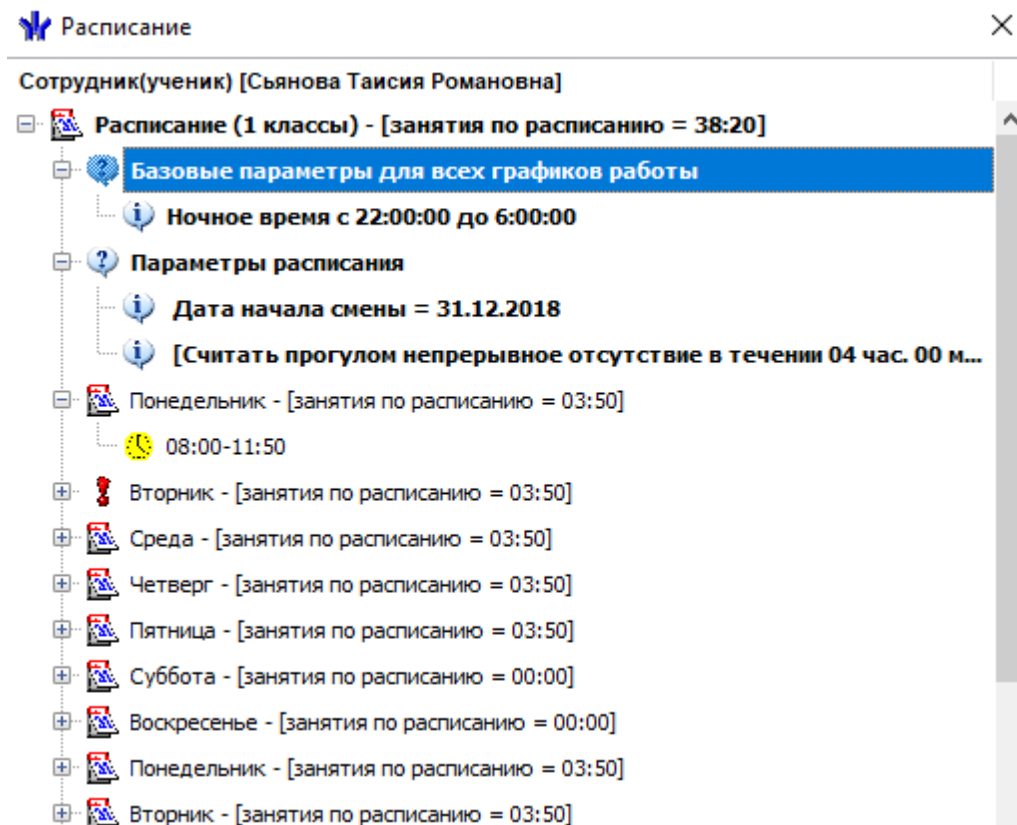 Расписание
Сотрудник(ученик) [Сьянова Таисия Романовна]
Расписание (1 классы) - [занятия по расписанию = 38:20]
Базовые параметры для всех графиков работы
Ночное время с 22:00:00 до 6:00:00
Параметры расписания
Дата начала смены = 31.12.2018
[Считать прогулом непрерывное отсутствие в течении 04 час. 00 м...
Понедельник - [занятия по расписанию = 03:50]
08:00-11:50
Вторник - [занятия по расписанию = 03:50]
Среда - [занятия по расписанию = 03:50]
Четверг - [занятия по расписанию = 03:50]
Пятница - [занятия по расписанию = 03:50]
Суббота - [занятия по расписанию = 00:00]
Воскресенье - [занятия по расписанию = 00:00]
Понедельник - [занятия по расписанию = 03:50]
Вторник - [занятия по расписанию = 03:50]